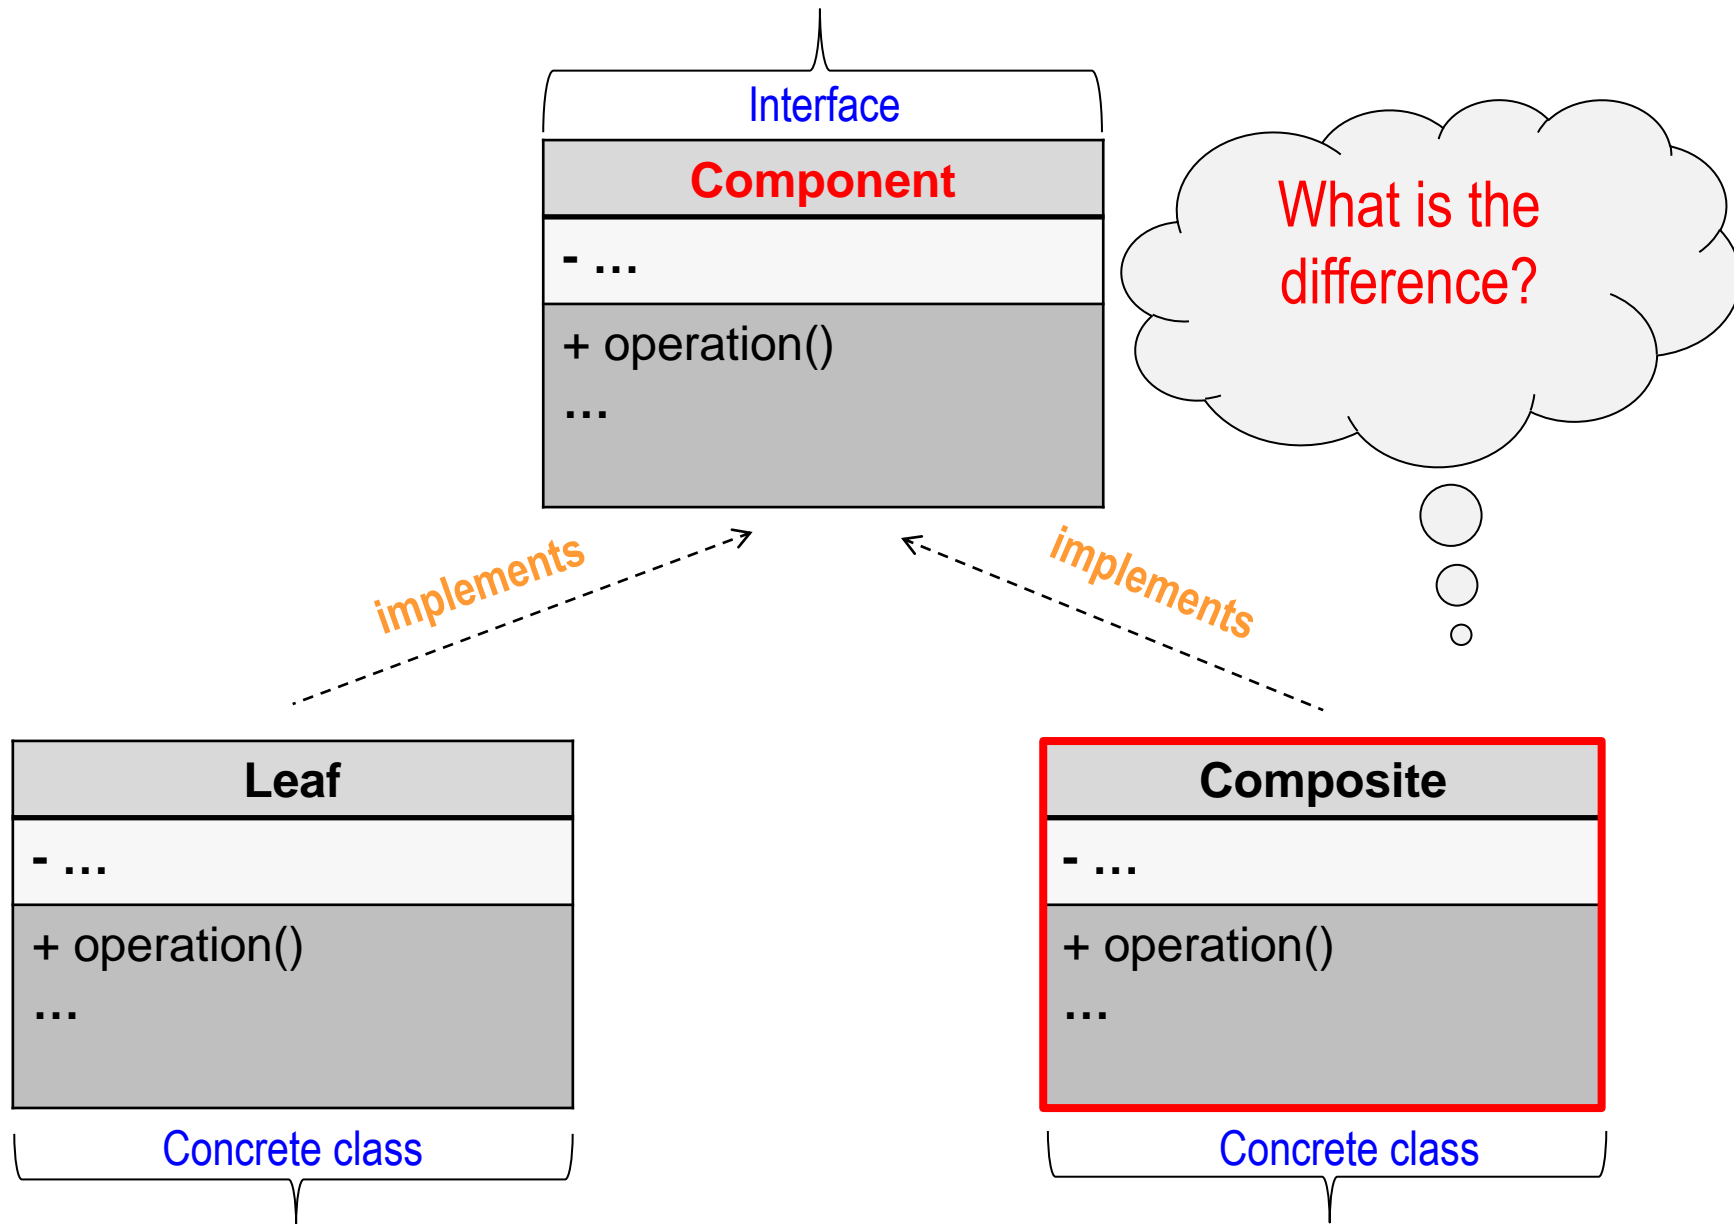 Interface
Component
- …
+ operation()
…
What is the
difference?
implements
implements
Leaf
- …
+ operation()
…
Concrete class
Composite
- …
+ operation()
…
Concrete class